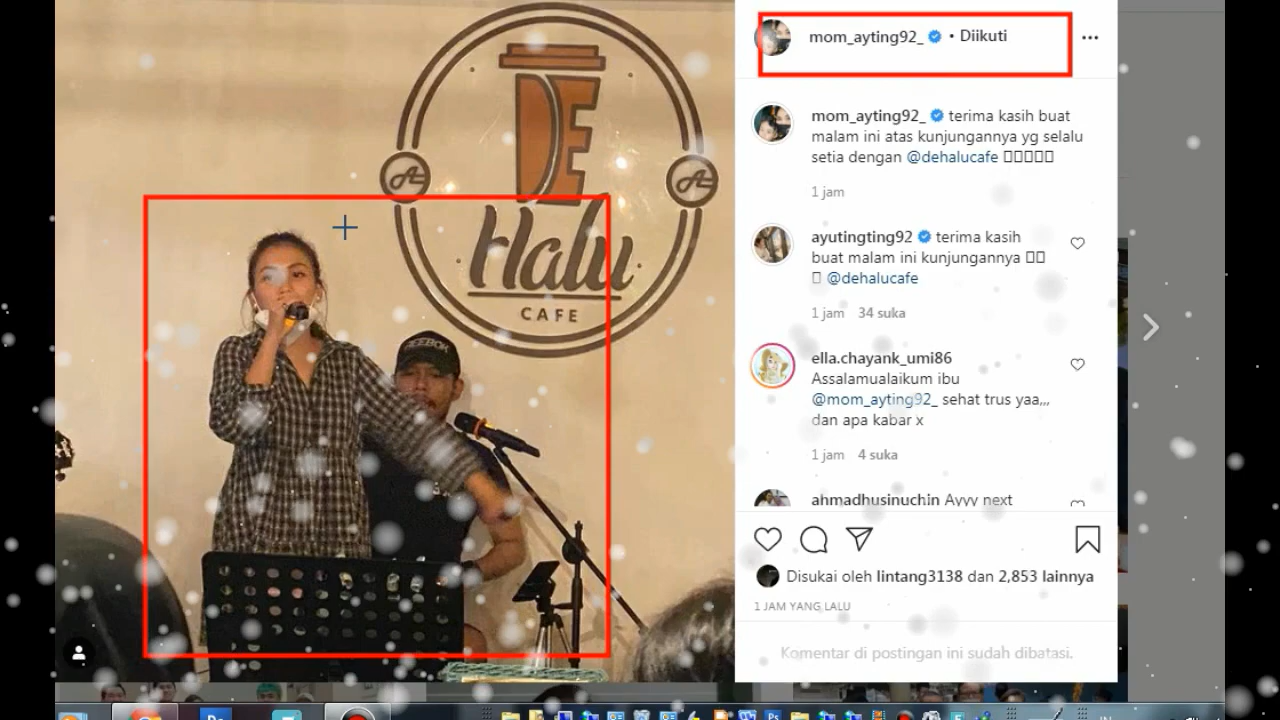 DE
Halu
CAFE
REEBOK
mom_ayting92_ • Diikuti
mom_ayting92_ terima kasih buat
malam ini atas kunjungannya yg selalu
setia dengan @dehalucafe
1 jam
ayutingting92 terima kasih
buat malam ini kunjungannya
@dehalucafe
1 jam 34 suka
ella.chayank_umi86
Assalamualaikum ibu
@mom_ayting92_ sehat trus yaa,,,
dan apa kabar x
1 jam 4 suka
ahmadhusinuchin Ayyy next
Disukai oleh lintang3138 dan 2,853 lainnya
1 JAM YANG LALU
Komentar di postingan ini sudah dibatasi.